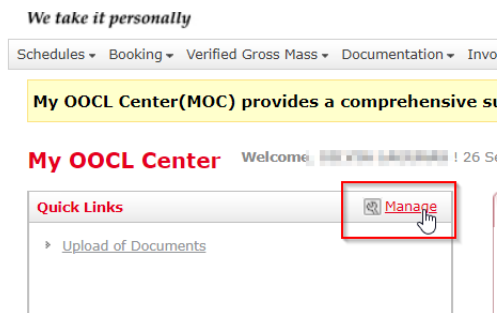 We take it personally
Schedules Booking Verified Gross Mass Documentation Invo
My OOCL Center(MOC) provides a comprehensive su
My OOCL Center Welcome, ! 26 Se
Quick Links Manage
Upload of Documents